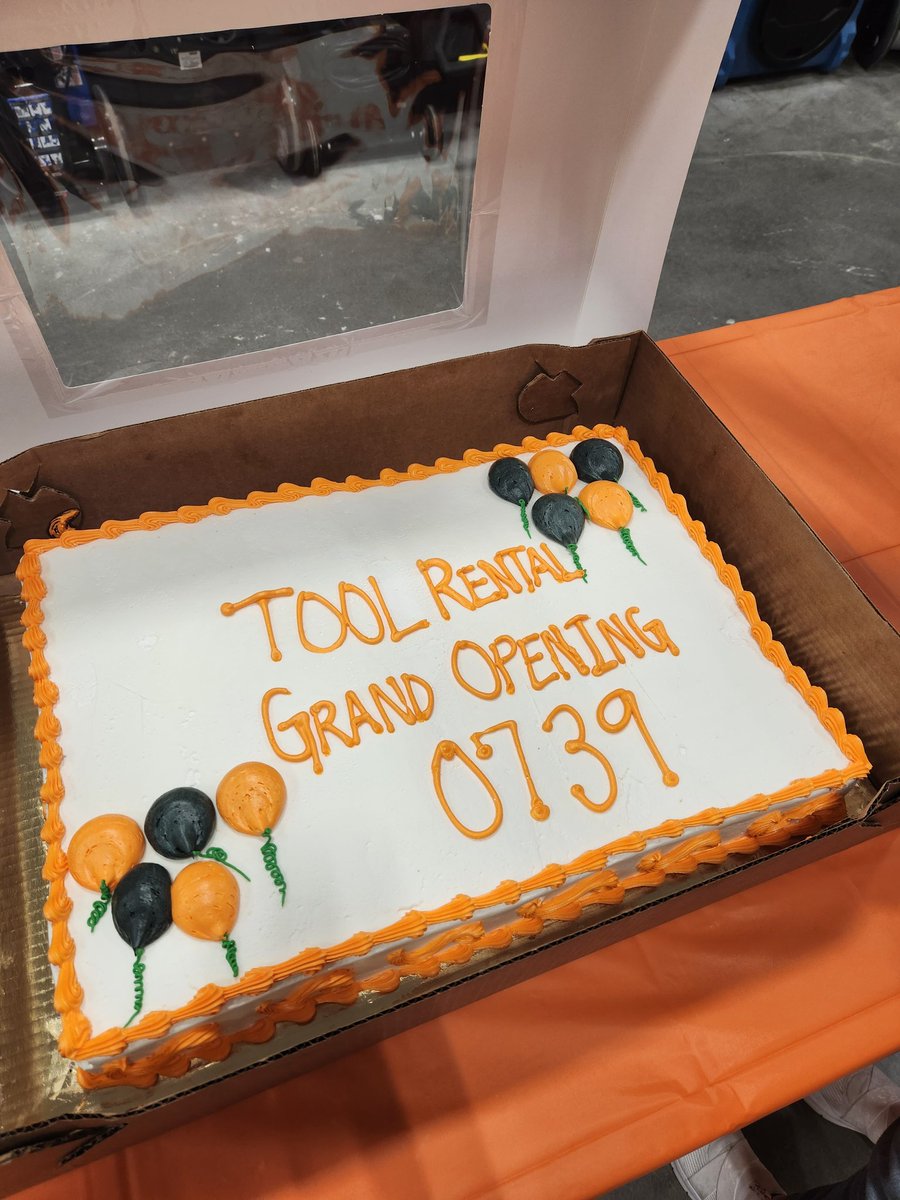 TOOL RENTAL
GRAND OPENING
0739